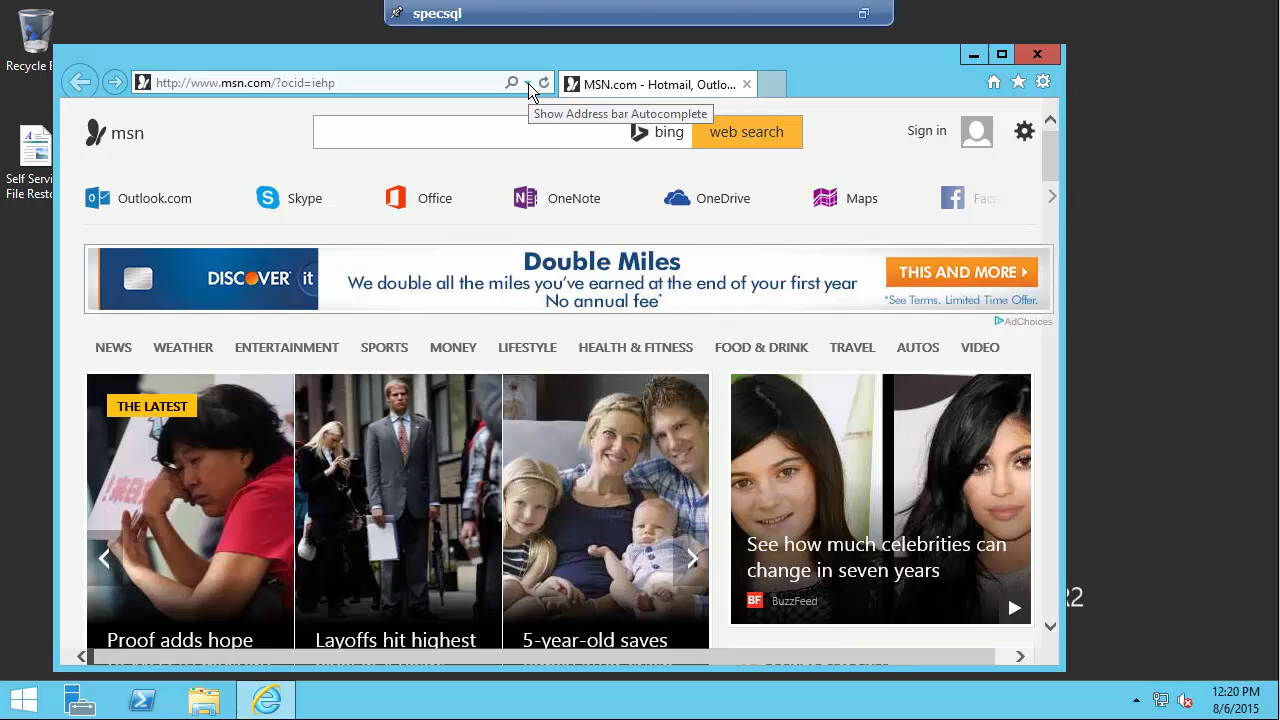 specsql
Recycle
http://www.msn.com/?ocid=iehp
MSN.com - Hotmail, Outlo...
Show Address bar Autocomplete
msn
bing
web search
Sign in
Self Servi
File Resto
Outlook.com
Skype
Office
OneNote
OneDrive
Maps
Fac
DISCOVER it
Double Miles
We double all the miles you've earned at the end of your first year
No annual fee*
THIS AND MORE
*See Terms. Limited Time Offer.
AdChoices
NEWS
WEATHER
ENTERTAINMENT
SPORTS
MONEY
LIFESTYLE
HEALTH & FITNESS
FOOD & DRINK
TRAVEL
AUTOS
VIDEO
THE LATEST
See how much celebrities can
change in seven years
BF
BuzzFeed
R2
Proof adds hope
Layoffs hit highest
5-year-old saves
12:20 PM
8/6/2015